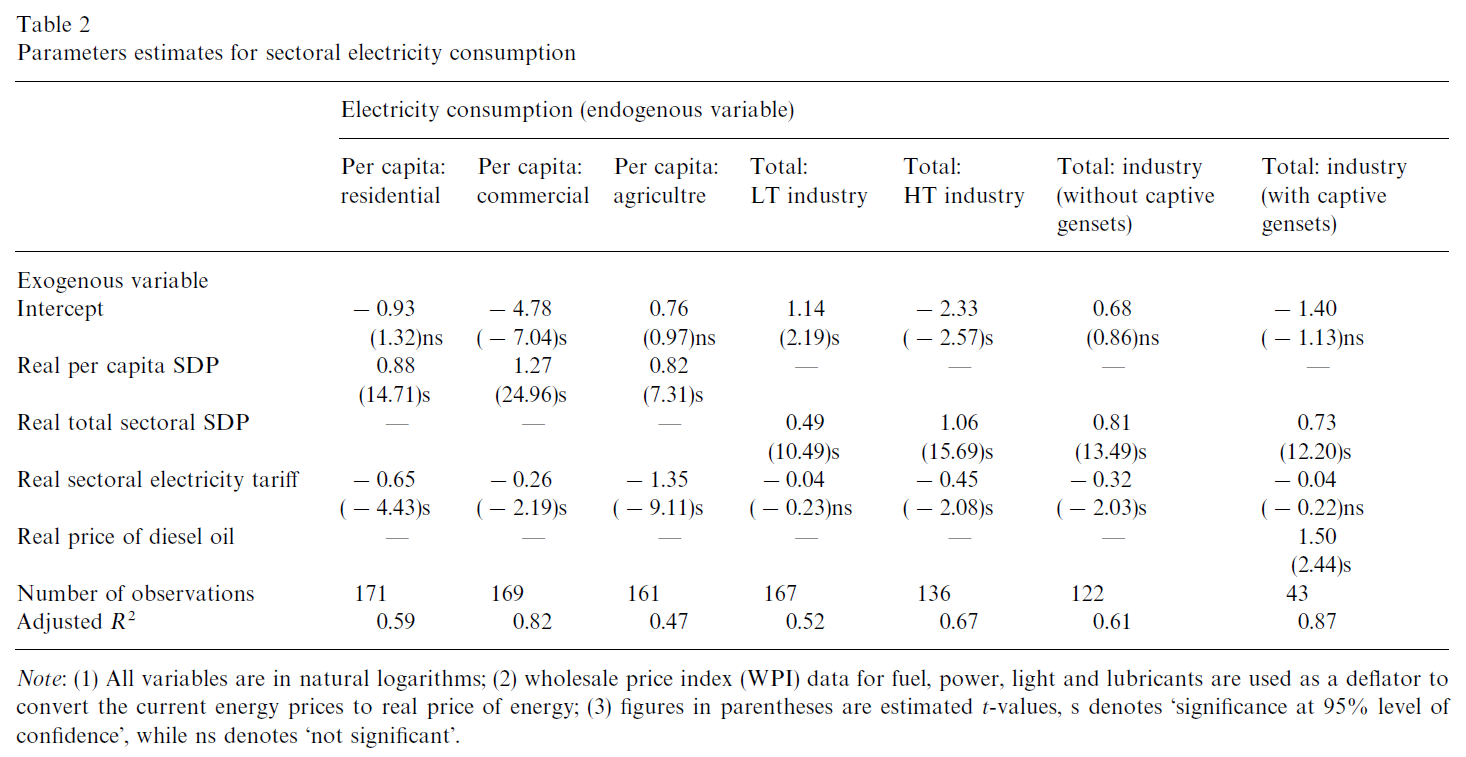 Table 2
Parameters estimates for sectoral electricity consumption
Electricity consumption (endogenous variable)
Per capita: Per capita: Per capita: Total: Total: Total: industry Total: industry
residential commercial agricultre LT industry HT industry (without captive (with captive
gensets) gensets)
Exogenous variable
Intercept − 0.93 − 4.78 0.76 1.14 − 2.33 0.68 − 1.40
(1.32)ns ( − 7.04)s (0.97)ns (2.19)s ( − 2.57)s (0.86)ns ( − 1.13)ns
Real per capita SDP 0.88 1.27 0.82 — — — —
(14.71)s (24.96)s (7.31)s
Real total sectoral SDP — — — 0.49 1.06 0.81 0.73
(10.49)s (15.69)s (13.49)s (12.20)s
Real sectoral electricity tariff − 0.65 − 0.26 − 1.35 − 0.04 − 0.45 − 0.32 − 0.04
( − 4.43)s ( − 2.19)s ( − 9.11)s ( − 0.23)ns ( − 2.08)s ( − 2.03)s ( − 0.22)ns
Real price of diesel oil — — — — — — 1.50
(2.44)s
Number of observations 171 169 161 167 136 122 43
Adjusted R² 0.59 0.82 0.47 0.52 0.67 0.61 0.87
Note: (1) All variables are in natural logarithms; (2) wholesale price index (WPI) data for fuel, power, light and lubricants are used as a deflator to
convert the current energy prices to real price of energy; (3) figures in parentheses are estimated t-values, s denotes ‘significance at 95% level of
confidence’, while ns denotes ‘not significant’.